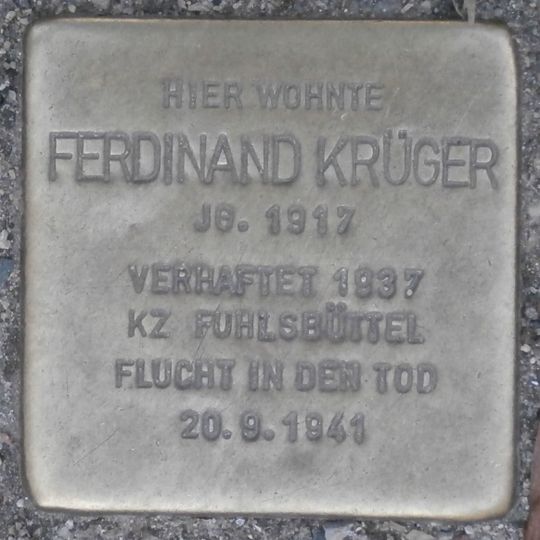 HIER WOHNTE
FERDINAND KRÜGER
JG. 1917
VERHAFTET 1937
KZ FUHLSBÜTTEL
FLUCHT IN DEN TOD
20.9.1941